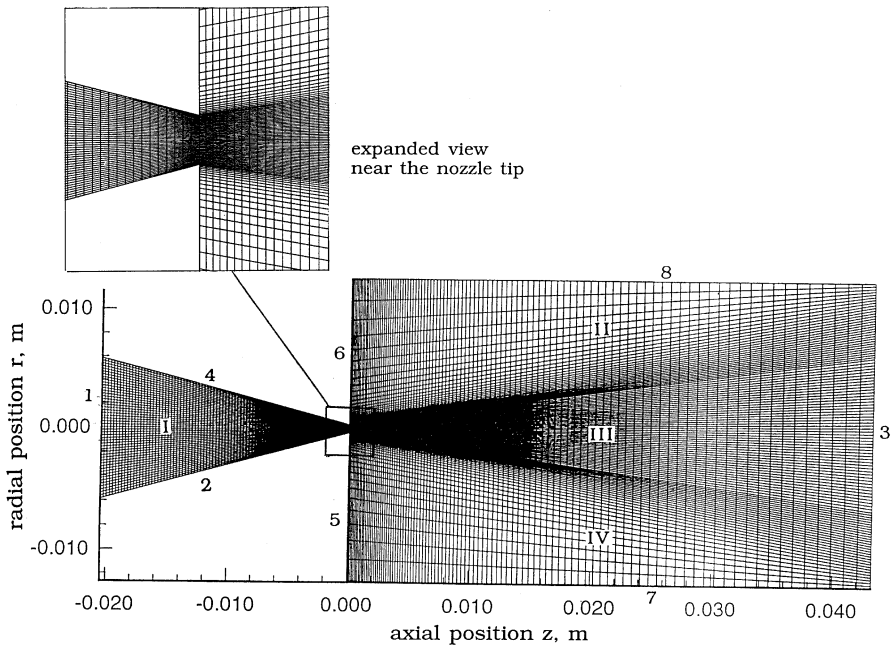 expanded view
near the nozzle tip
8
0.010
II
6
4
1
I
0.000
III
3
2
5
IV
-0.010
7
-0.020 -0.010 0.000 0.010 0.020 0.030 0.040
axial position z, m
radial position r, m